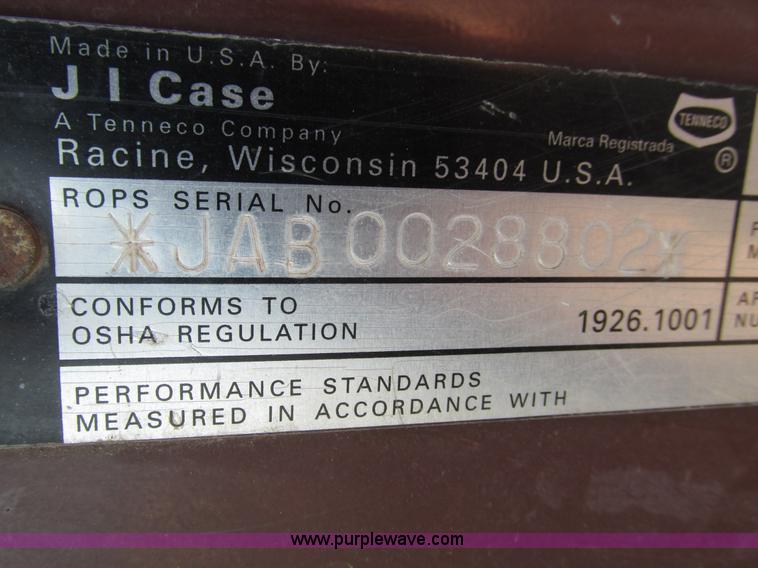 Made in U.S.A. By:
J I Case
A Tenneco Company
Racine, Wisconsin 53404 U.S.A.
Marca Registrada
TENNECO
®
ROPS SERIAL No.
*JAB0028802*
CONFORMS TO
OSHA REGULATION
1926.1001
PERFORMANCE STANDARDS
MEASURED IN ACCORDANCE WITH
www.purplewave.com